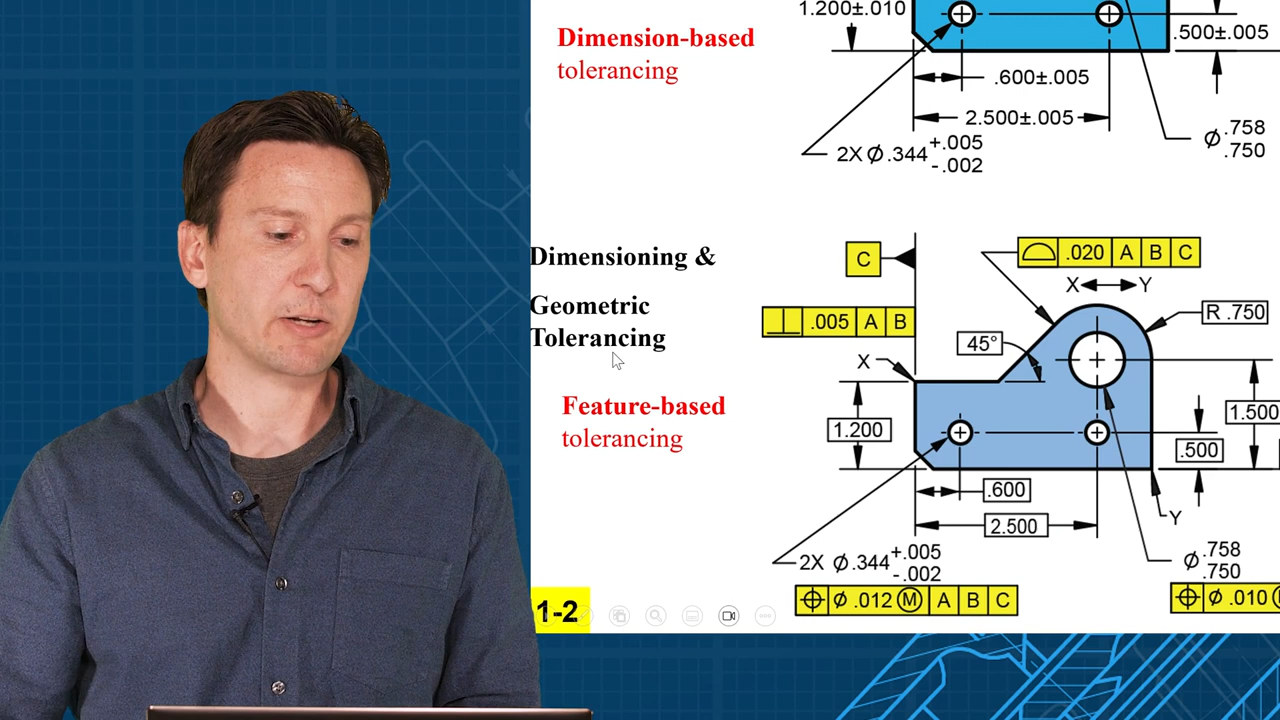 1.200±.010
Dimension-based
tolerancing
.500±.005
.600±.005
2.500±.005
2X Ø.344 +.005
-.002
Ø .758
.750
Dimensioning &
Geometric
Tolerancing
Feature-based
tolerancing
C
⌓ .020 A B C
X Y
R .750
⟂ .005 A B
45°
X
1.200
1.500
.500
.600
2.500
Y
2X Ø.344 +.005
-.002
Ø .758
.750
⌖ Ø .012 Ⓜ A B C
⌖ Ø .010
1-2